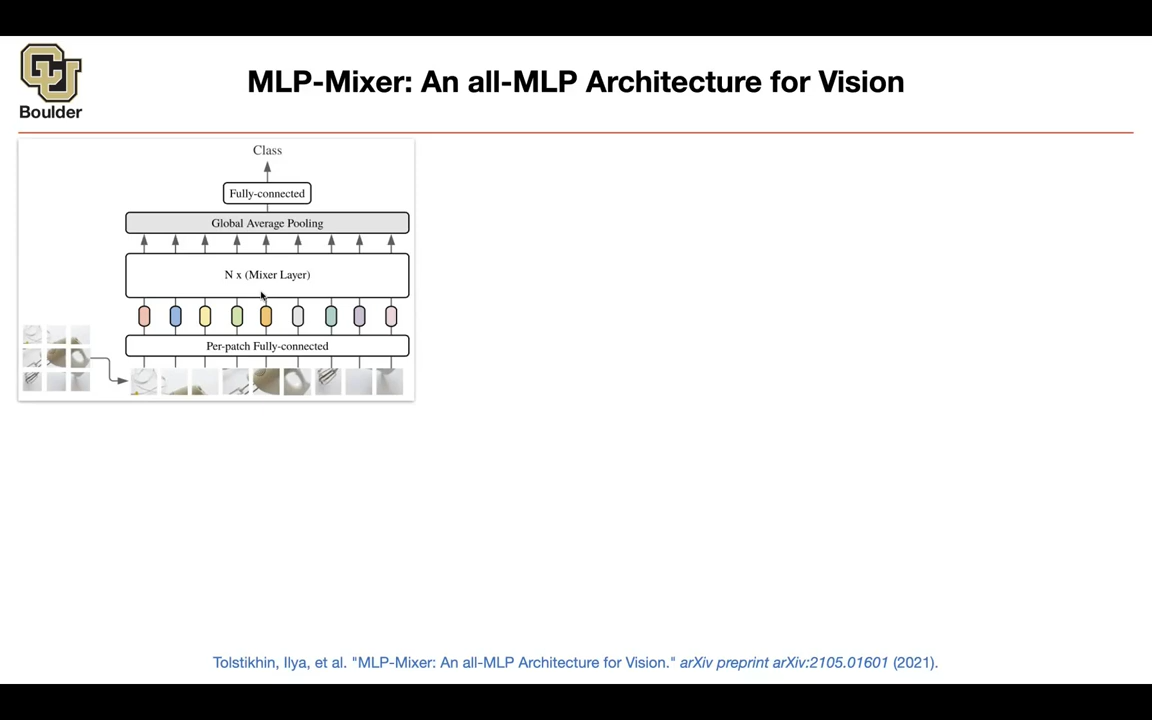 Boulder
MLP-Mixer: An all-MLP Architecture for Vision
Class
Fully-connected
Global Average Pooling
N x (Mixer Layer)
Per-patch Fully-connected
Tolstikhin, Ilya, et al. "MLP-Mixer: An all-MLP Architecture for Vision." arXiv preprint arXiv:2105.01601 (2021).